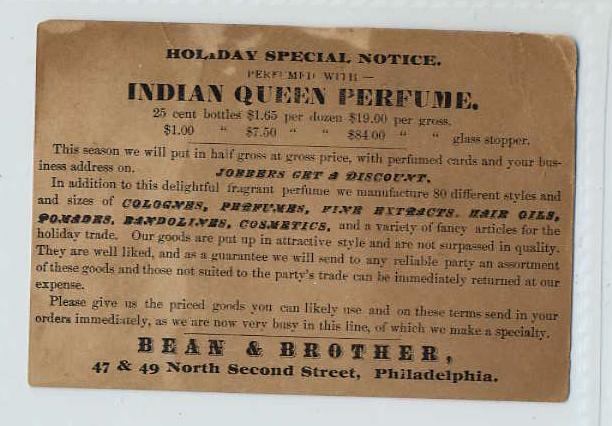 HOLIDAY SPECIAL NOTICE.
PERFUMED WITH —
INDIAN QUEEN PERFUME.
25 cent bottles $1.65 per dozen $19.00 per gross.
$1.00 " $7.50 " " $84.00 " " glass stopper.
This season we will put in half gross at gross price, with perfumed cards and your bus-
iness address on. JOBBERS GET A DISCOUNT.
In addition to this delightful fragrant perfume we manufacture 80 different styles and
and sizes of COLOGNES, PERFUMES, FINE EXTRACTS. HAIR OILS,
POMADES, BANDOLINES, COSMETICS, and a variety of fancy articles for the
holiday trade. Our goods are put up in attractive style and are not surpassed in quality.
They are well liked, and as a guarantee we will send to any reliable party an assortment
of these goods and those not suited to the party's trade can be immediately returned at our
expense.
Please give us the priced goods you can likely use and on these terms send in your
orders immediately, as we are now very busy in this line, of which we make a specialty.
BEAN & BROTHER,
47 & 49 North Second Street, Philadelphia.